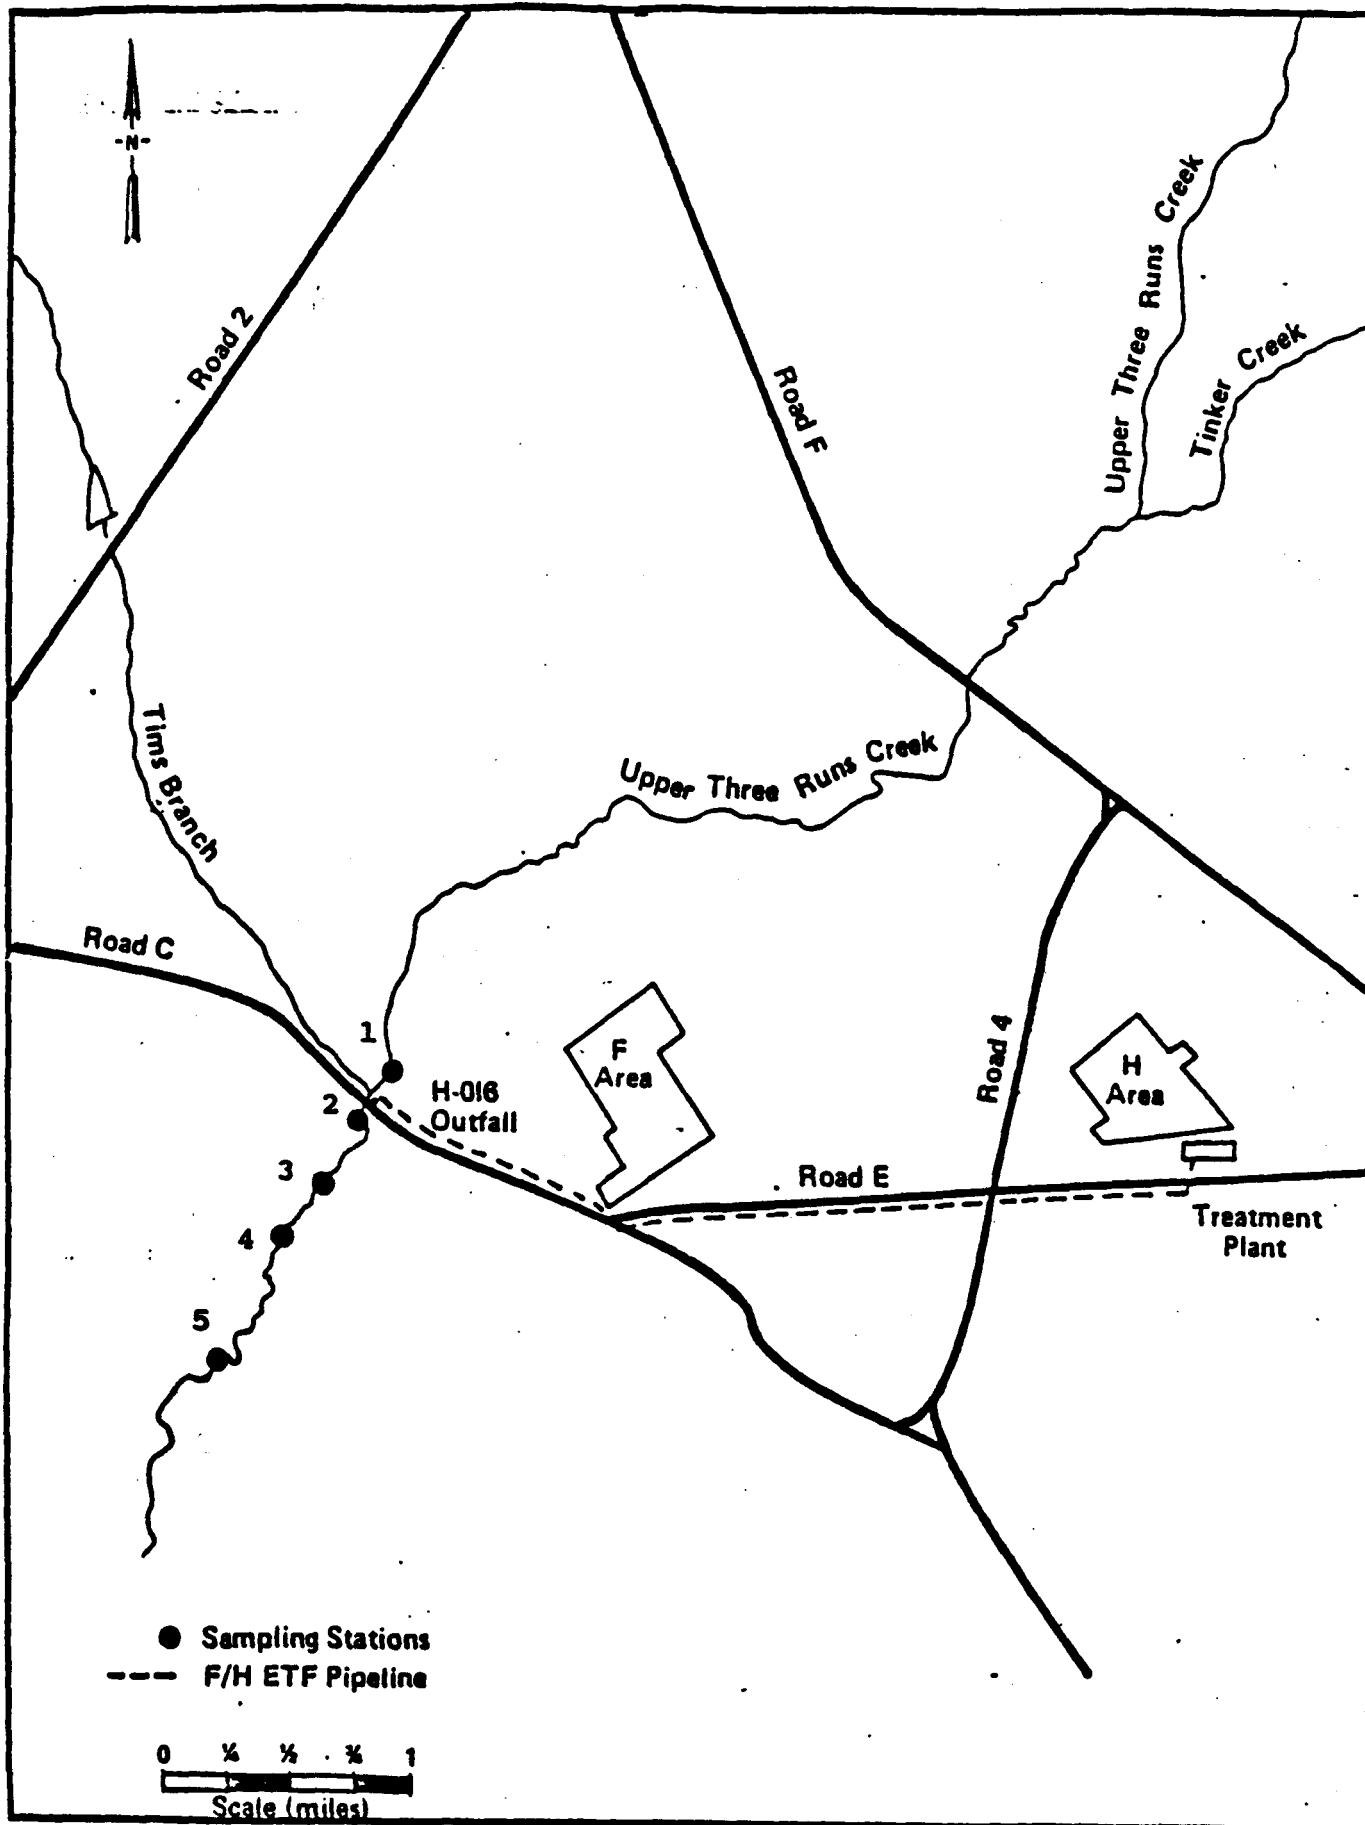 -N-
Road 2
Road F
Upper Three Runs Creek
Tinker Creek
Tims Branch
Upper Three Runs Creek
Road C
1
2
3
4
5
H-016
Outfall
F
Area
Road 4
H
Area
Road E
Treatment
Plant
Sampling Stations
F/H ETF Pipeline
0 ¼ ½ ¾ 1
Scale (miles)